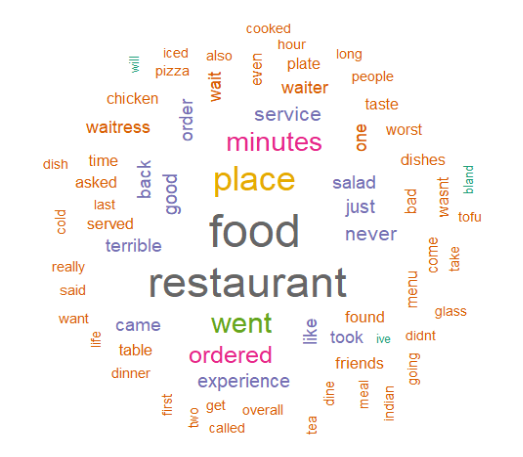 cooked
iced
also
hour
long
will
pizza
wait
even
plate
people
chicken
order
waiter
taste
waitress
service
one
worst
minutes
dish
time
back
good
place
salad
dishes
bland
asked
bad
wasnt
last
just
tofu
cold
served
food
never
terrible
come
take
really
said
restaurant
menu
want
life
came
went
like
found
glass
table
ordered
took
ive
didnt
dinner
experience
friends
going
first
two
get
overall
tea
dine
meal
indian
called